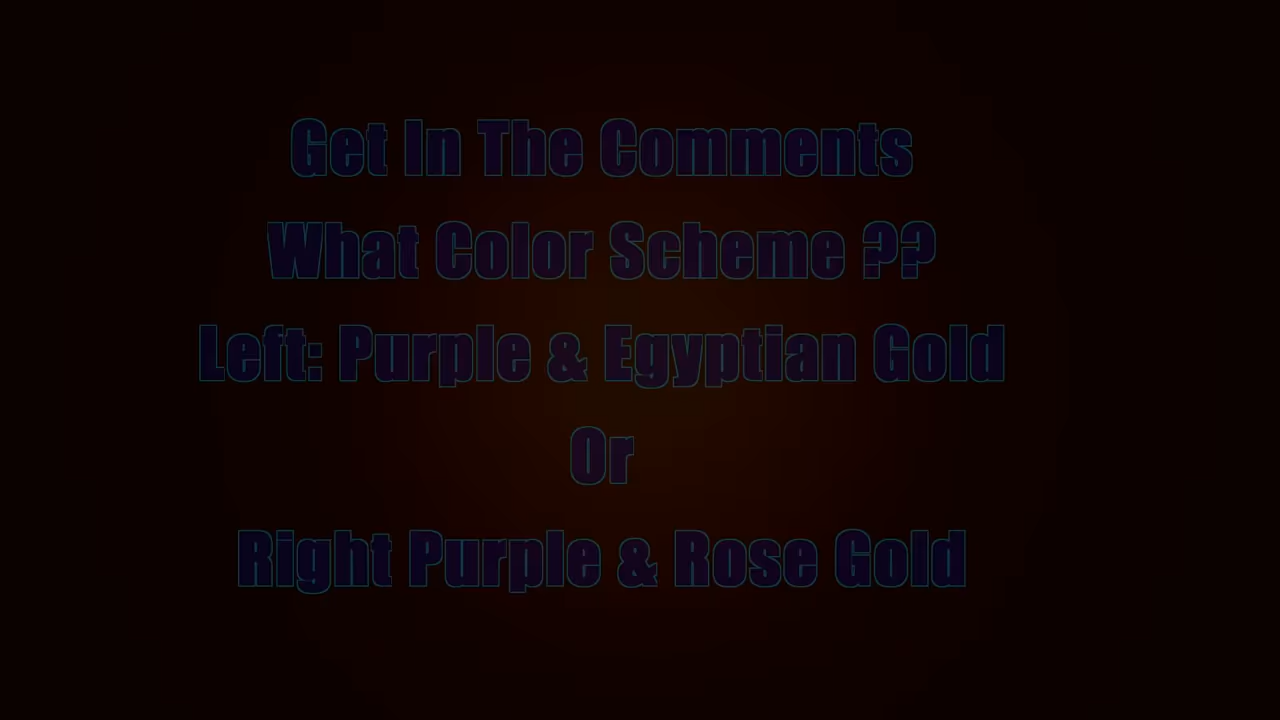 Get In The Comments
What Color Scheme ??
Left: Purple & Egyptian Gold
Or
Right Purple & Rose Gold